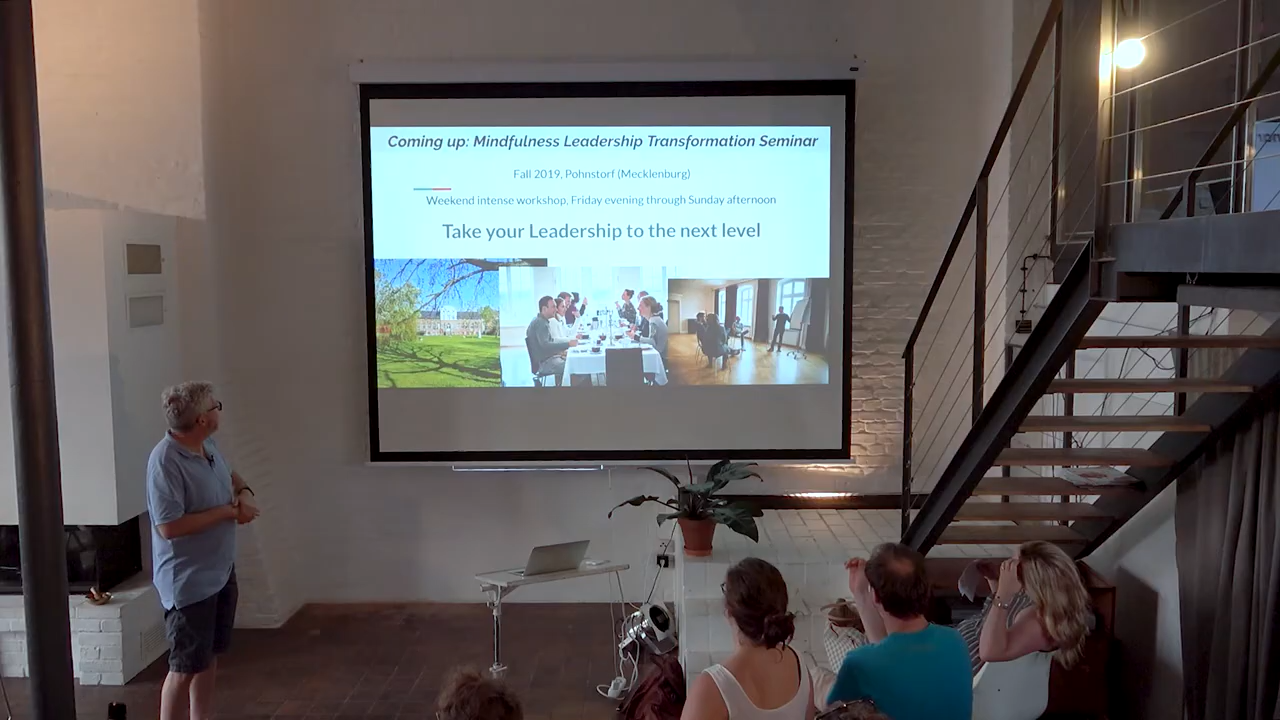 Coming up: Mindfulness Leadership Transformation Seminar
Fall 2019, Pohnstorf (Mecklenburg)
Weekend intense workshop, Friday evening through Sunday afternoon
Take your Leadership to the next level